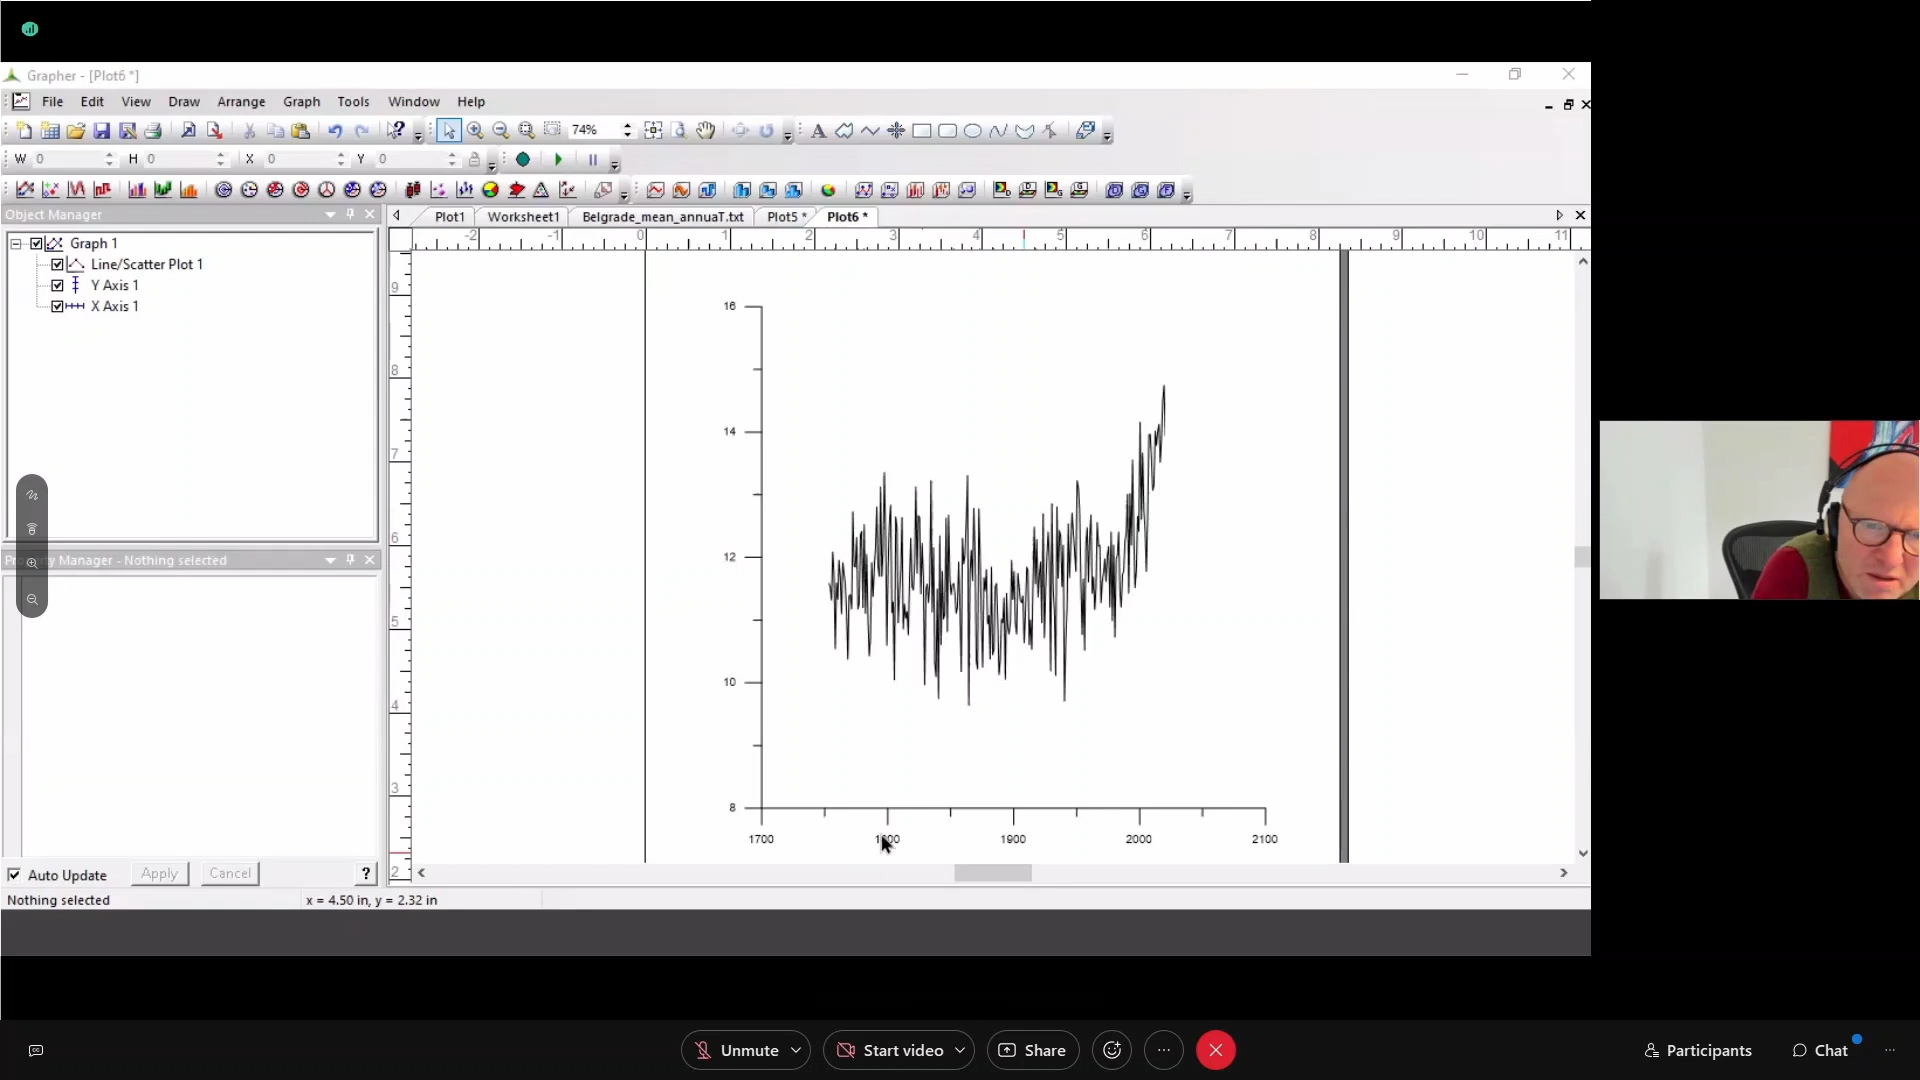 Grapher - [Plot6 *]
File Edit View Draw Arrange Graph Tools Window Help
74%
W 0 H 0 X 0 Y 0
Object Manager
Plot1 Worksheet1 Belgrade_mean_annuaT.txt Plot5 * Plot6 *
-2 -1 0 1 2 3 4 5 6 7 8 9 10 11
Graph 1
Line/Scatter Plot 1
Y Axis 1
X Axis 1
9
8
7
6
5
4
3
2
16
14
12
10
8
1700 1900 2000 2100
Manager - Nothing selected
Auto Update Apply Cancel ?
Nothing selected x = 4.50 in, y = 2.32 in
Unmute Start video Share Participants Chat